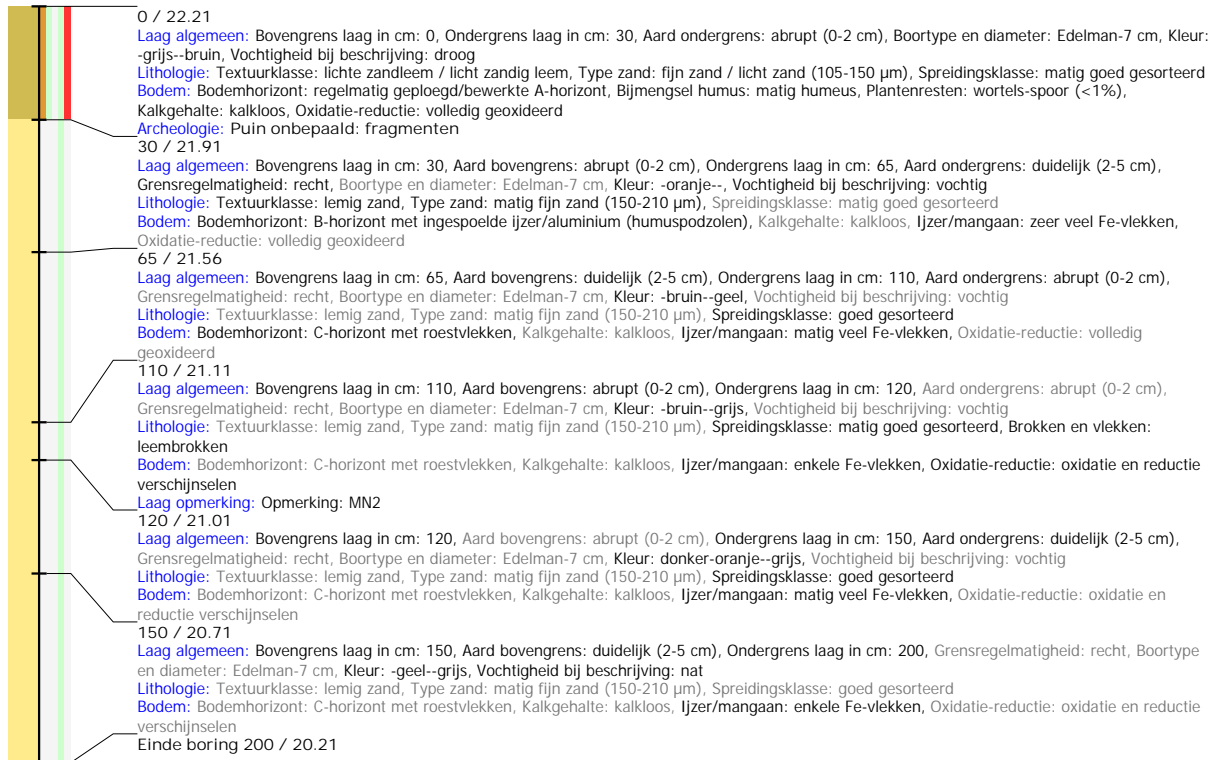 0 / 22.21
Laag algemeen: Bovengrens laag in cm: 0, Ondergrens laag in cm: 30, Aard ondergrens: abrupt (0-2 cm), Boortype en diameter: Edelman-7 cm, Kleur:
-grijs--bruin, Vochtigheid bij beschrijving: droog
Lithologie: Textuurklasse: lichte zandleem / licht zandig leem, Type zand: fijn zand / licht zand (105-150 µm), Spreidingsklasse: matig goed gesorteerd
Bodem: Bodemhorizont: regelmatig geploegd/bewerkte A-horizont, Bijmengsel humus: matig humeus, Plantenresten: wortels-spoor (<1%),
Kalkgehalte: kalkloos, Oxidatie-reductie: volledig geoxideerd
Archeologie: Puin onbepaald: fragmenten
30 / 21.91
Laag algemeen: Bovengrens laag in cm: 30, Aard bovengrens: abrupt (0-2 cm), Ondergrens laag in cm: 65, Aard ondergrens: duidelijk (2-5 cm),
Grensregelmatigheid: recht, Boortype en diameter: Edelman-7 cm, Kleur: -oranje--, Vochtigheid bij beschrijving: vochtig
Lithologie: Textuurklasse: lemig zand, Type zand: matig fijn zand (150-210 µm), Spreidingsklasse: matig goed gesorteerd
Bodem: Bodemhorizont: B-horizont met ingespoelde ijzer/aluminium (humuspodzolen), Kalkgehalte: kalkloos, Ijzer/mangaan: zeer veel Fe-vlekken,
Oxidatie-reductie: volledig geoxideerd
65 / 21.56
Laag algemeen: Bovengrens laag in cm: 65, Aard bovengrens: duidelijk (2-5 cm), Ondergrens laag in cm: 110, Aard ondergrens: abrupt (0-2 cm),
Grensregelmatigheid: recht, Boortype en diameter: Edelman-7 cm, Kleur: -bruin--geel, Vochtigheid bij beschrijving: vochtig
Lithologie: Textuurklasse: lemig zand, Type zand: matig fijn zand (150-210 µm), Spreidingsklasse: goed gesorteerd
Bodem: Bodemhorizont: C-horizont met roestvlekken, Kalkgehalte: kalkloos, Ijzer/mangaan: matig veel Fe-vlekken, Oxidatie-reductie: volledig
geoxideerd
110 / 21.11
Laag algemeen: Bovengrens laag in cm: 110, Aard bovengrens: abrupt (0-2 cm), Ondergrens laag in cm: 120, Aard ondergrens: abrupt (0-2 cm),
Grensregelmatigheid: recht, Boortype en diameter: Edelman-7 cm, Kleur: -bruin--grijs, Vochtigheid bij beschrijving: vochtig
Lithologie: Textuurklasse: lemig zand, Type zand: matig fijn zand (150-210 µm), Spreidingsklasse: matig goed gesorteerd, Brokken en vlekken:
leembrokken
Bodem: Bodemhorizont: C-horizont met roestvlekken, Kalkgehalte: kalkloos, Ijzer/mangaan: enkele Fe-vlekken, Oxidatie-reductie: oxidatie en reductie
verschijnselen
Laag opmerking: Opmerking: MN2
120 / 21.01
Laag algemeen: Bovengrens laag in cm: 120, Aard bovengrens: abrupt (0-2 cm), Ondergrens laag in cm: 150, Aard ondergrens: duidelijk (2-5 cm),
Grensregelmatigheid: recht, Boortype en diameter: Edelman-7 cm, Kleur: donker-oranje--grijs, Vochtigheid bij beschrijving: vochtig
Lithologie: Textuurklasse: lemig zand, Type zand: matig fijn zand (150-210 µm), Spreidingsklasse: goed gesorteerd
Bodem: Bodemhorizont: C-horizont met roestvlekken, Kalkgehalte: kalkloos, Ijzer/mangaan: matig veel Fe-vlekken, Oxidatie-reductie: oxidatie en
reductie verschijnselen
150 / 20.71
Laag algemeen: Bovengrens laag in cm: 150, Aard bovengrens: duidelijk (2-5 cm), Ondergrens laag in cm: 200, Grensregelmatigheid: recht, Boortype
en diameter: Edelman-7 cm, Kleur: -geel--grijs, Vochtigheid bij beschrijving: nat
Lithologie: Textuurklasse: lemig zand, Type zand: matig fijn zand (150-210 µm), Spreidingsklasse: goed gesorteerd
Bodem: Bodemhorizont: C-horizont met roestvlekken, Kalkgehalte: kalkloos, Ijzer/mangaan: enkele Fe-vlekken, Oxidatie-reductie: oxidatie en reductie
verschijnselen
Einde boring 200 / 20.21